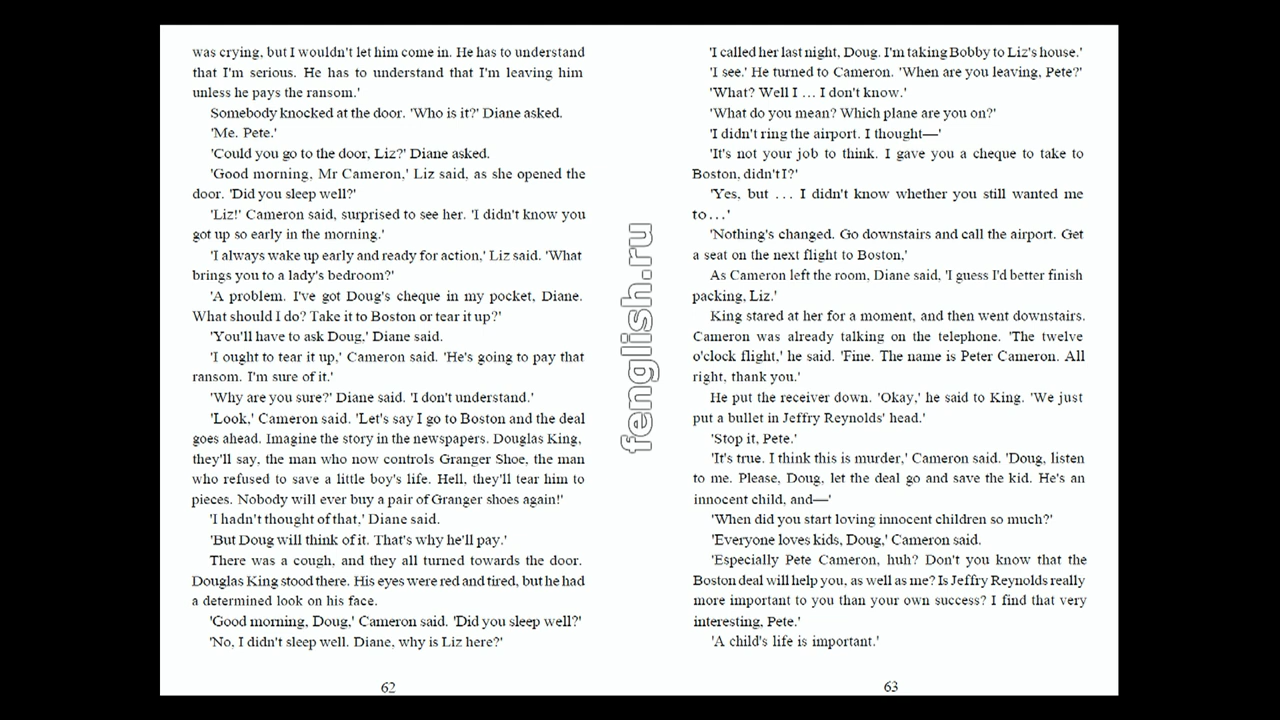 was crying, but I wouldn't let him come in. He has to understand
that I'm serious. He has to understand that I'm leaving him
unless he pays the ransom.'
Somebody knocked at the door. 'Who is it?' Diane asked.
'Me. Pete.'
'Could you go to the door, Liz?' Diane asked.
'Good morning, Mr Cameron,' Liz said, as she opened the
door. 'Did you sleep well?'
'Liz!' Cameron said, surprised to see her. 'I didn't know you
got up so early in the morning.'
'I always wake up early and ready for action,' Liz said. 'What
brings you to a lady's bedroom?'
'A problem. I've got Doug's cheque in my pocket, Diane.
What should I do? Take it to Boston or tear it up?'
'You'll have to ask Doug,' Diane said.
'I ought to tear it up,' Cameron said. 'He's going to pay that
ransom. I'm sure of it.'
'Why are you sure?' Diane said. 'I don't understand.'
'Look,' Cameron said. 'Let's say I go to Boston and the deal
goes ahead. Imagine the story in the newspapers. Douglas King,
they'll say, the man who now controls Granger Shoe, the man
who refused to save a little boy's life. Hell, they'll tear him to
pieces. Nobody will ever buy a pair of Granger shoes again!'
'I hadn't thought of that,' Diane said.
'But Doug will think of it. That's why he'll pay.'
There was a cough, and they all turned towards the door.
Douglas King stood there. His eyes were red and tired, but he had
a determined look on his face.
'Good morning, Doug,' Cameron said. 'Did you sleep well?'
'No, I didn't sleep well. Diane, why is Liz here?'
62
fenglish.ru
'I called her last night, Doug. I'm taking Bobby to Liz's house.'
'I see.' He turned to Cameron. 'When are you leaving, Pete?'
'What? Well I ... I don't know.'
'What do you mean? Which plane are you on?'
'I didn't ring the airport. I thought—'
'It's not your job to think. I gave you a cheque to take to
Boston, didn't I?'
'Yes, but ... I didn't know whether you still wanted me
to...'
'Nothing's changed. Go downstairs and call the airport. Get
a seat on the next flight to Boston,'
As Cameron left the room, Diane said, 'I guess I'd better finish
packing, Liz.'
King stared at her for a moment, and then went downstairs.
Cameron was already talking on the telephone. 'The twelve
o'clock flight,' he said. 'Fine. The name is Peter Cameron. All
right, thank you.'
He put the receiver down. 'Okay,' he said to King. 'We just
put a bullet in Jeffry Reynolds' head.'
'Stop it, Pete.'
'It's true. I think this is murder,' Cameron said. 'Doug, listen
to me. Please, Doug, let the deal go and save the kid. He's an
innocent child, and—'
'When did you start loving innocent children so much?'
'Everyone loves kids, Doug,' Cameron said.
'Especially Pete Cameron, huh? Don't you know that the
Boston deal will help you, as well as me? Is Jeffry Reynolds really
more important to you than your own success? I find that very
interesting, Pete.'
'A child's life is important.'
63